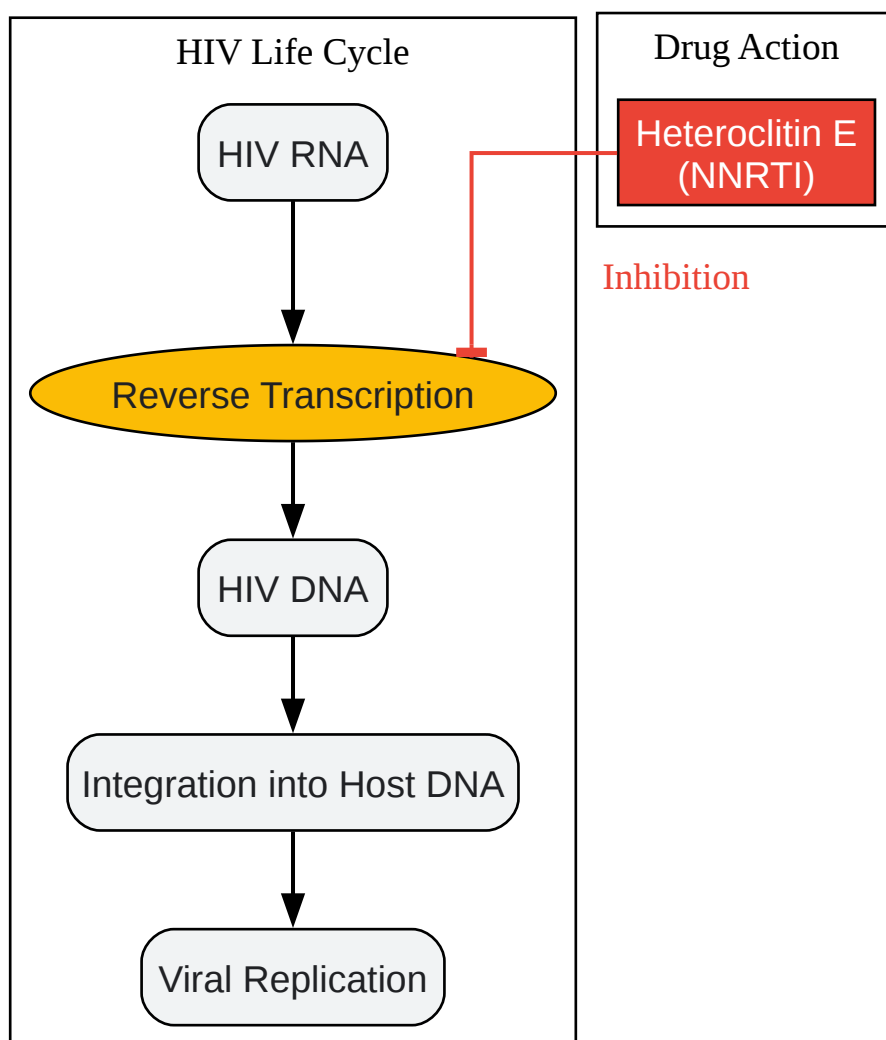 HIV Life Cycle
HIV RNA
Reverse Transcription
HIV DNA
Integration into Host DNA
Viral Replication
Drug Action
Heteroclitin E
(NNRTI)
Inhibition